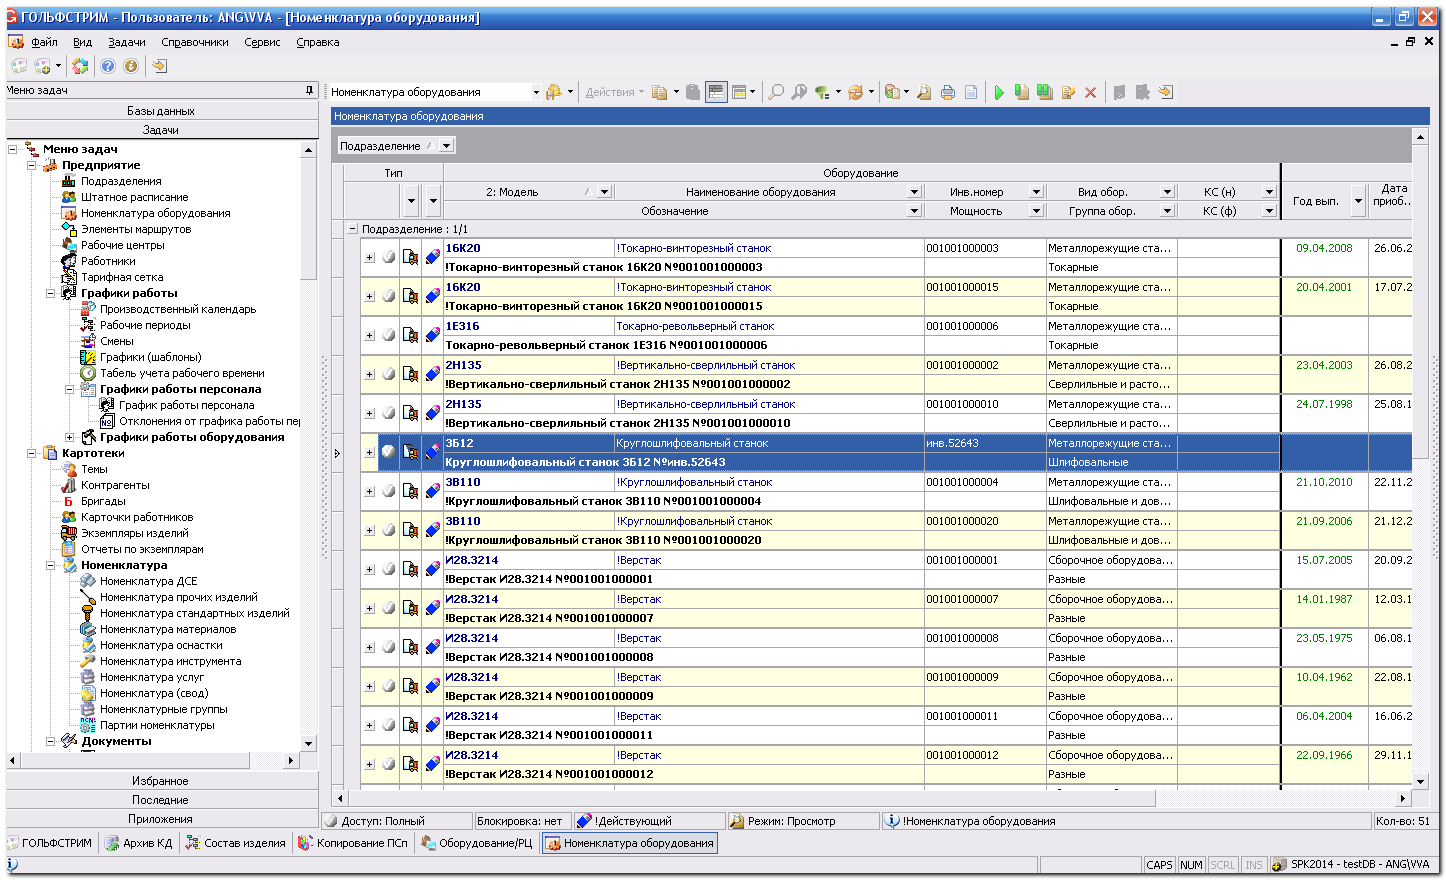 ГОЛЬФСТРИМ - Пользователь: ANG\VVA - [Номенклатура оборудования]
Файл Вид Задачи Справочники Сервис Справка
Меню задач
Базы данных
Задачи
Меню задач
Предприятие
Подразделения
Штатное расписание
Номенклатура оборудования
Элементы маршрутов
Рабочие центры
Работники
Тарифная сетка
Графики работы
Производственный календарь
Рабочие периоды
Смены
Графики (шаблоны)
Табель учета рабочего времени
Графики работы персонала
График работы персонала
Отклонения от графика работы пер
Графики работы оборудования
Картотеки
Темы
Контрагенты
Бригады
Карточки работников
Экземпляры изделий
Отчеты по экземплярам
Номенклатура
Номенклатура ДСЕ
Номенклатура прочих изделий
Номенклатура стандартных изделий
Номенклатура материалов
Номенклатура оснастки
Номенклатура инструмента
Номенклатура услуг
Номенклатура (свод)
Номенклатурные группы
Партии номенклатуры
Документы
Избранное
Последние
Приложения
Номенклатура оборудования Действия
Номенклатура оборудования
Подразделение
Тип Оборудование
2: Модель Наименование оборудования Инв.номер Вид обор. КС (н) Год вып. Дата приоб..
Обозначение Мощность Группа обор. КС (ф)
Подразделение : 1/1
16К20 !Токарно-винторезный станок 001001000003 Металлорежущие ста... 09.04.2008 26.06.2
!Токарно-винторезный станок 16К20 №001001000003 Токарные
16К20 !Токарно-винторезный станок 001001000015 Металлорежущие ста... 20.04.2001 17.07.2
!Токарно-винторезный станок 16К20 №001001000015 Токарные
1Е316 Токарно-револьверный станок 001001000006 Металлорежущие ста...
Токарно-револьверный станок 1Е316 №001001000006 Токарные
2Н135 !Вертикально-сверлильный станок 001001000002 Металлорежущие ста... 23.04.2003 26.08.2
!Вертикально-сверлильный станок 2Н135 №001001000002 Сверлильные и расто...
2Н135 !Вертикально-сверлильный станок 001001000010 Металлорежущие ста... 24.07.1998 25.08.1
!Вертикально-сверлильный станок 2Н135 №001001000010 Сверлильные и расто...
3Б12 Круглошлифовальный станок инв.52643 Металлорежущие ста...
Круглошлифовальный станок 3Б12 №инв.52643 Шлифовальные
3В110 !Круглошлифовальный станок 001001000004 Металлорежущие ста... 21.10.2010 22.11.2
!Круглошлифовальный станок 3В110 №001001000004 Шлифовальные и дов...
3В110 !Круглошлифовальный станок 001001000020 Металлорежущие ста... 21.09.2006 21.12.2
!Круглошлифовальный станок 3В110 №001001000020 Шлифовальные и дов...
И28.3214 !Верстак 001001000001 Сборочное оборудова... 15.07.2005 20.09.2
!Верстак И28.3214 №001001000001 Разные
И28.3214 !Верстак 001001000007 Сборочное оборудова... 14.01.1987 12.03.1
!Верстак И28.3214 №001001000007 Разные
И28.3214 !Верстак 001001000008 Сборочное оборудова... 23.05.1975 06.08.1
!Верстак И28.3214 №001001000008 Разные
И28.3214 !Верстак 001001000009 Сборочное оборудова... 10.04.1962 22.08.1
!Верстак И28.3214 №001001000009 Разные
И28.3214 !Верстак 001001000011 Сборочное оборудова... 06.04.2004 16.06.2
!Верстак И28.3214 №001001000011 Разные
И28.3214 !Верстак 001001000012 Сборочное оборудова... 22.09.1966 29.11.1
!Верстак И28.3214 №001001000012 Разные
Доступ: Полный Блокировка: нет !Действующий Режим: Просмотр !Номенклатура оборудования Кол-во: 51
ГОЛЬФСТРИМ Архив КД Состав изделия Копирование ПСп Оборудование/РЦ Номенклатура оборудования
CAPS NUM SCRL INS SPK2014 - testDB - ANG\VVA